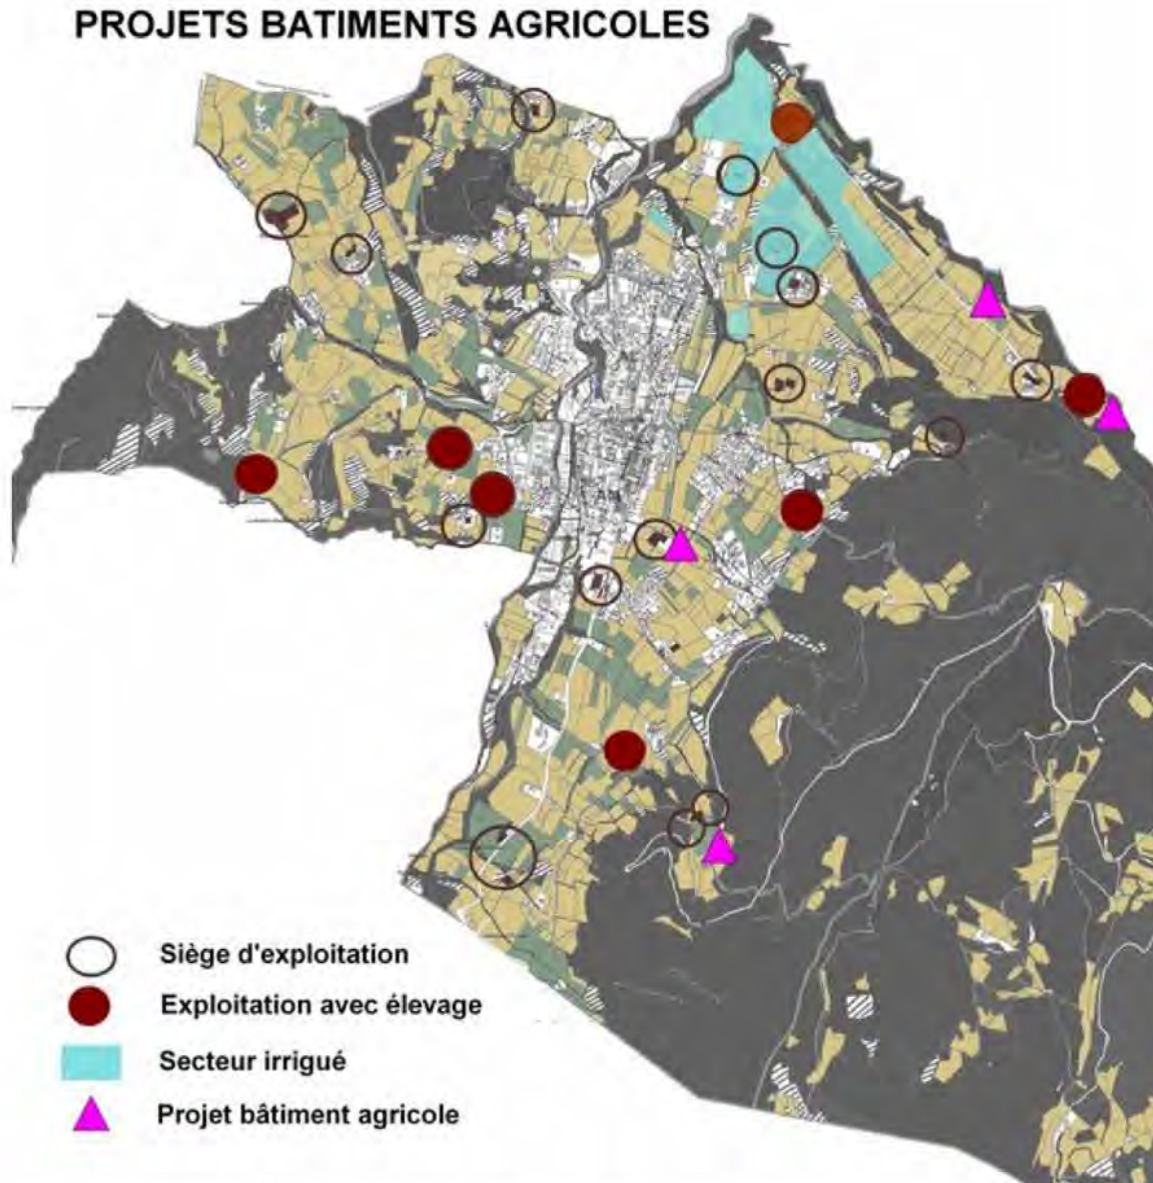 PROJETS BATIMENTS AGRICOLES
Siège d'exploitation
Exploitation avec élevage
Secteur irrigué
Projet bâtiment agricole